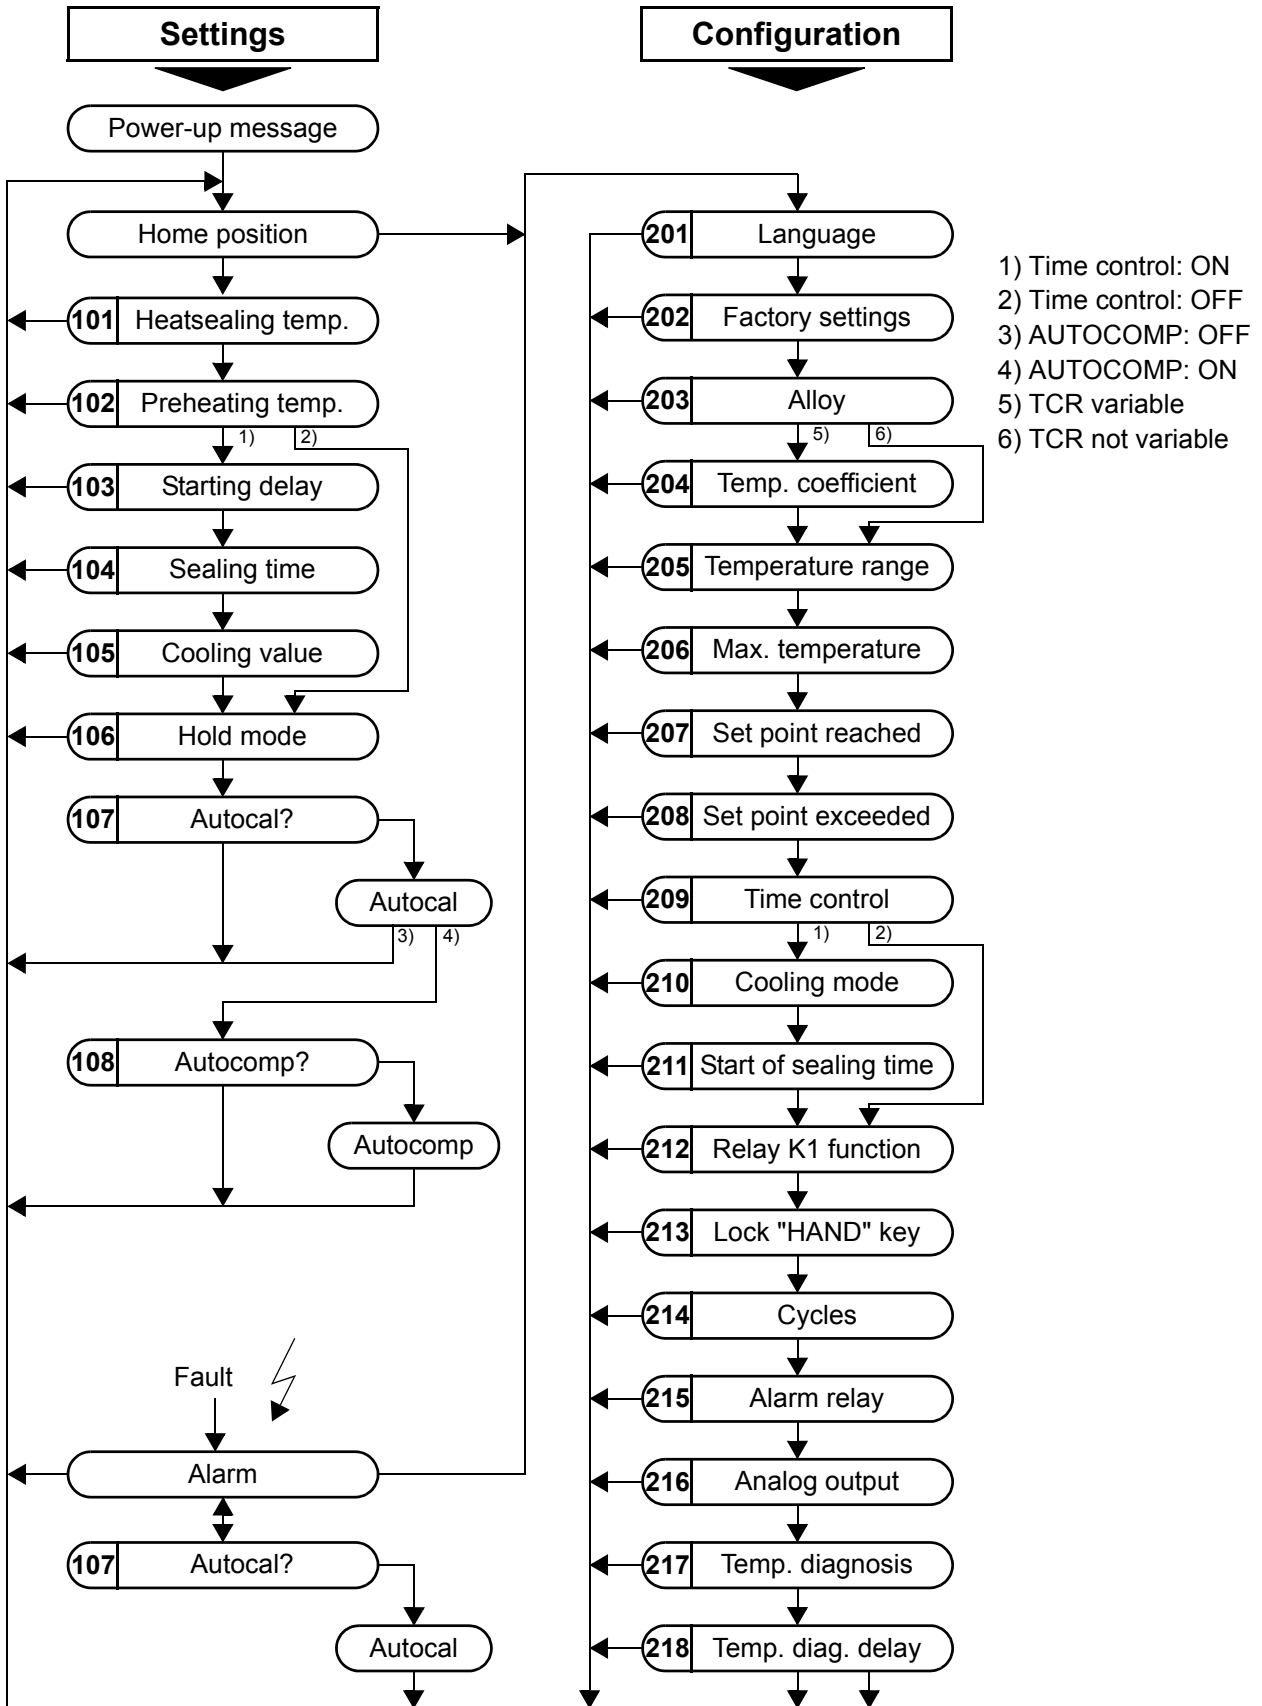 Settings
Power-up message
Home position
101 Heatsealing temp.
102 Preheating temp.
1) 2)
103 Starting delay
104 Sealing time
105 Cooling value
106 Hold mode
107 Autocal?
Autocal
3) 4)
108 Autocomp?
Autocomp
Fault
Alarm
107 Autocal?
Autocal
Configuration
201 Language
202 Factory settings
203 Alloy
5) 6)
204 Temp. coefficient
205 Temperature range
206 Max. temperature
207 Set point reached
208 Set point exceeded
209 Time control
1) 2)
210 Cooling mode
211 Start of sealing time
212 Relay K1 function
213 Lock "HAND" key
214 Cycles
215 Alarm relay
216 Analog output
217 Temp. diagnosis
218 Temp. diag. delay
1) Time control: ON
2) Time control: OFF
3) AUTOCOMP: OFF
4) AUTOCOMP: ON
5) TCR variable
6) TCR not variable